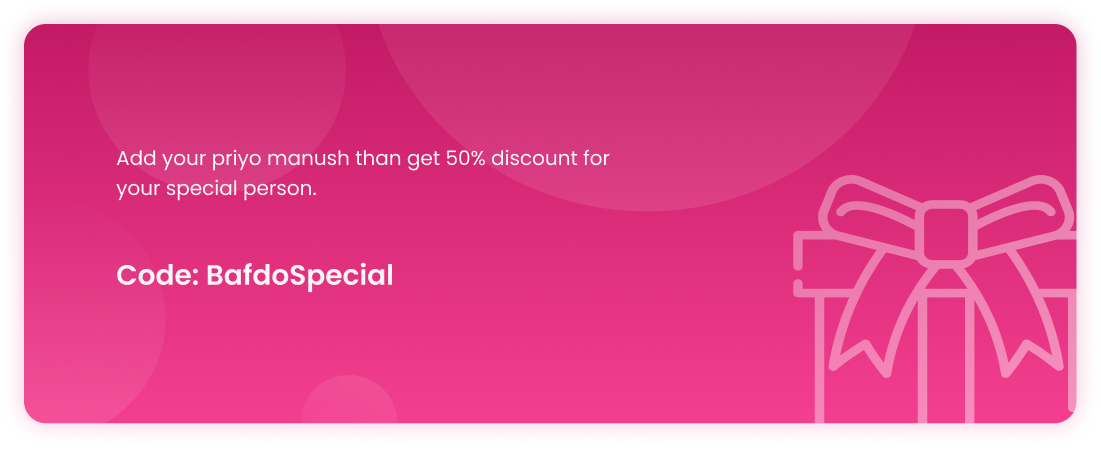 Add your priyo manush than get 50% discount for
your special person.
Code: BafdoSpecial